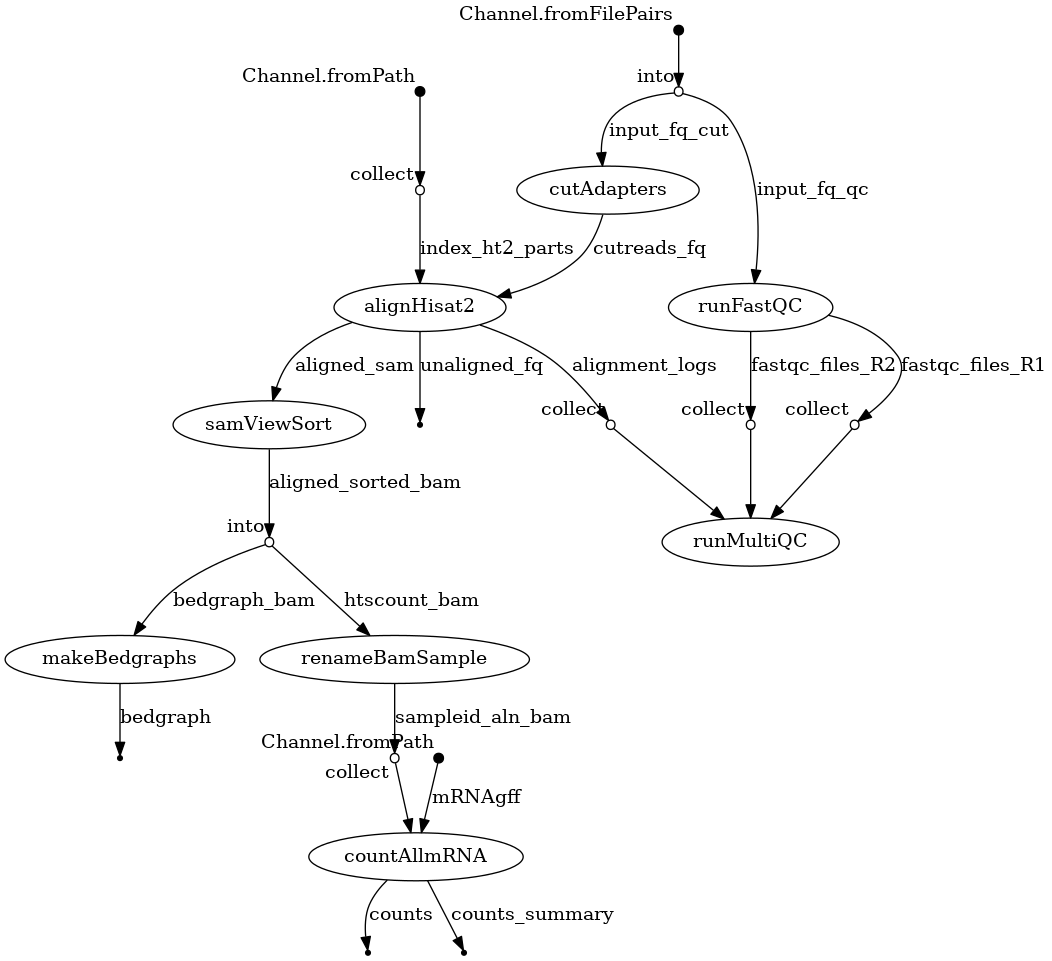 Channel.fromFilePairs
Channel.fromPath
into
input_fq_cut
collect
cutAdapters
input_fq_qc
index_ht2_parts
cutreads_fq
alignHisat2
runFastQC
aligned_sam
unaligned_fq
alignment_logs
fastqc_files_R2
fastqc_files_R1
collect
collect
collect
samViewSort
aligned_sorted_bam
into
runMultiQC
bedgraph_bam
htscount_bam
makeBedgraphs
renameBamSample
bedgraph
sampleid_aln_bam
Channel.fromPath
collect
mRNAgff
countAllmRNA
counts
counts_summary